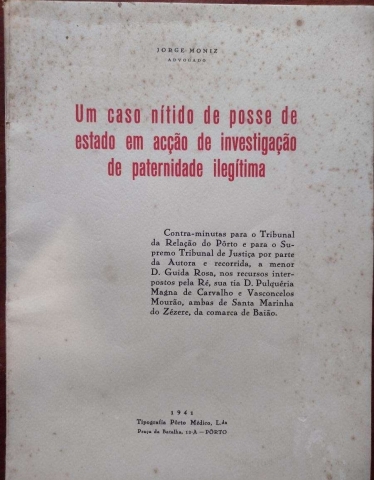 JORGE MONIZ
ADVOGADO
Um caso nítido de posse de
estado em acção de investigação
de paternidade ilegítima
Contra-minutas para o Tribunal
da Relação do Pôrto e para o Su-
premo Tribunal de Justiça por parte
da Autora e recorrida, a menor
D. Guida Rosa, nos recursos inter-
postos pela Ré, sua tia D. Pulquéria
Magna de Carvalho e Vasconcelos
Mourão, ambas de Santa Marinha
do Zézere, da comarca de Baião.
1941
Tipografia Pôrto Médico, L.da
Praça da Batalha, 12-A — PÔRTO